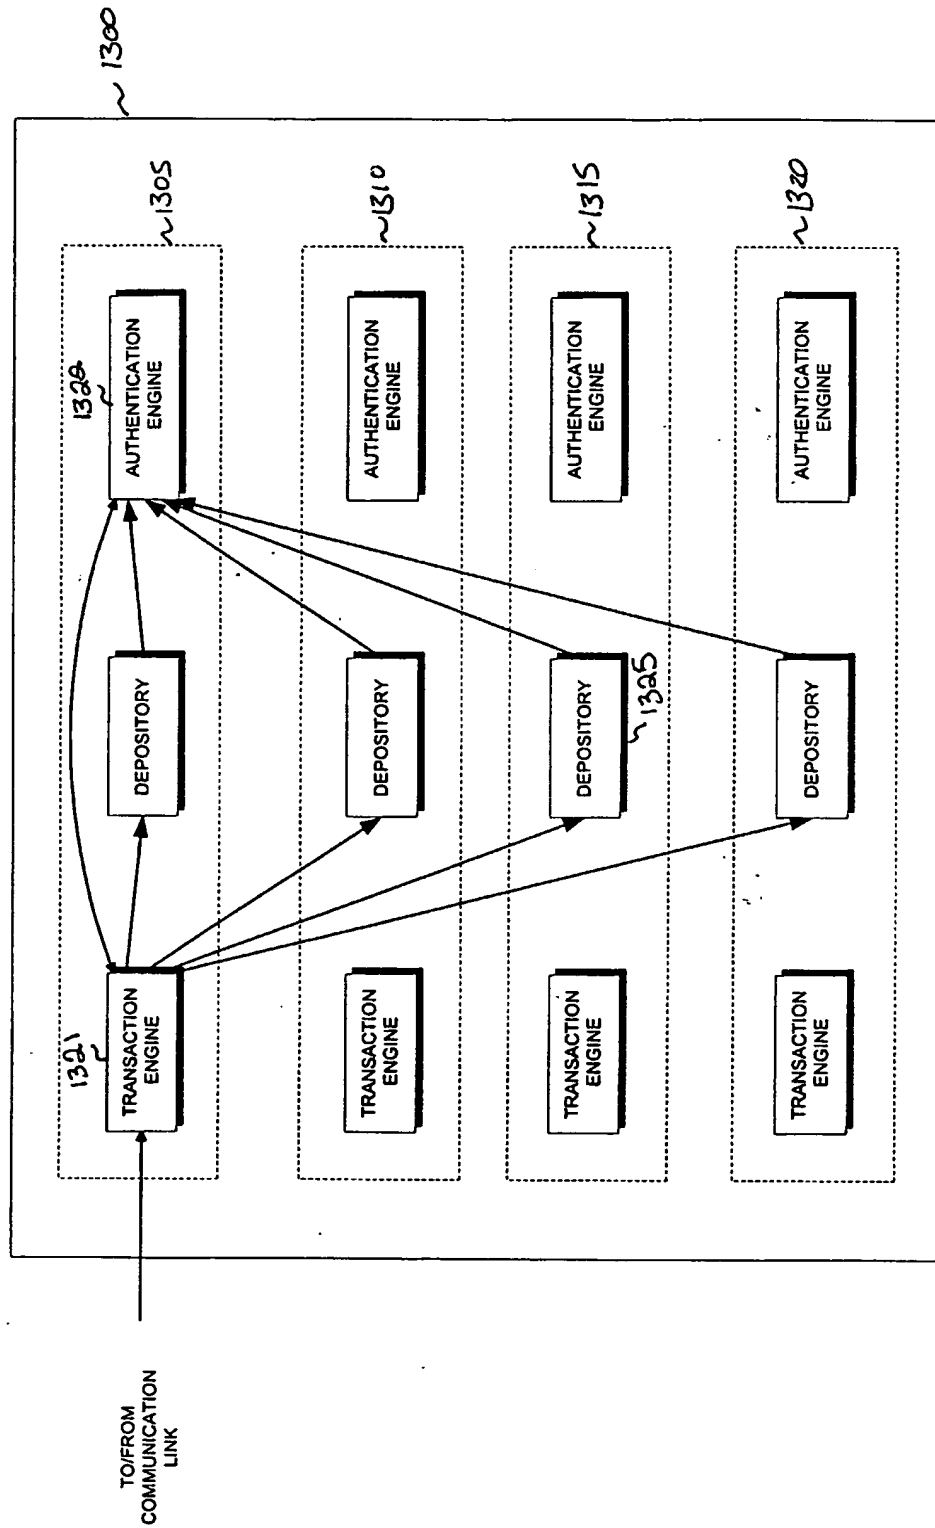 TO/FROM
COMMUNICATION
LINK
~ 1300
~1305
1321
TRANSACTION
ENGINE
DEPOSITORY
1322
AUTHENTICATION
ENGINE
~1310
TRANSACTION
ENGINE
DEPOSITORY
AUTHENTICATION
ENGINE
~1315
TRANSACTION
ENGINE
DEPOSITORY
~1325
AUTHENTICATION
ENGINE
~1320
TRANSACTION
ENGINE
DEPOSITORY
AUTHENTICATION
ENGINE